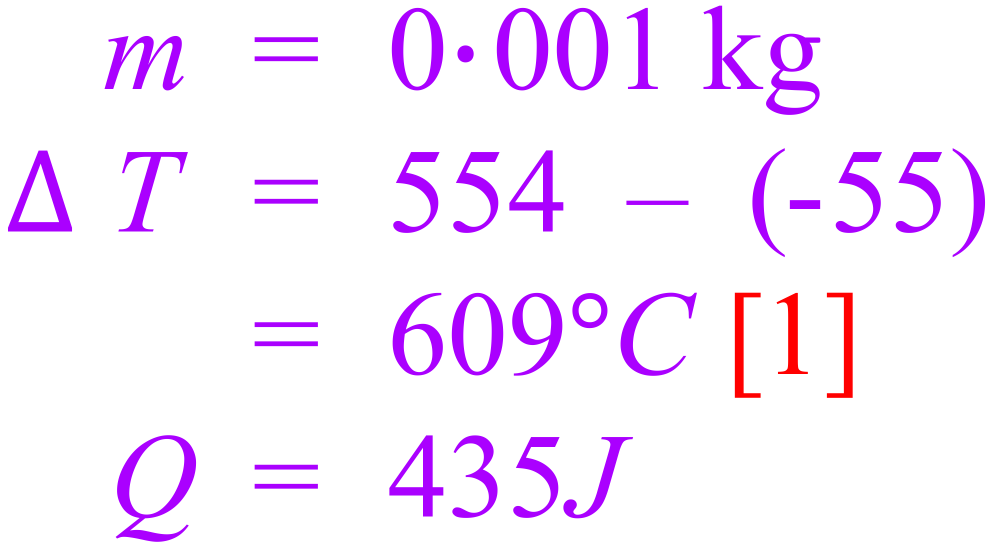 m = 0·001 kg
Δ T = 554 – (-55)
= 609°C [1]
Q = 435J